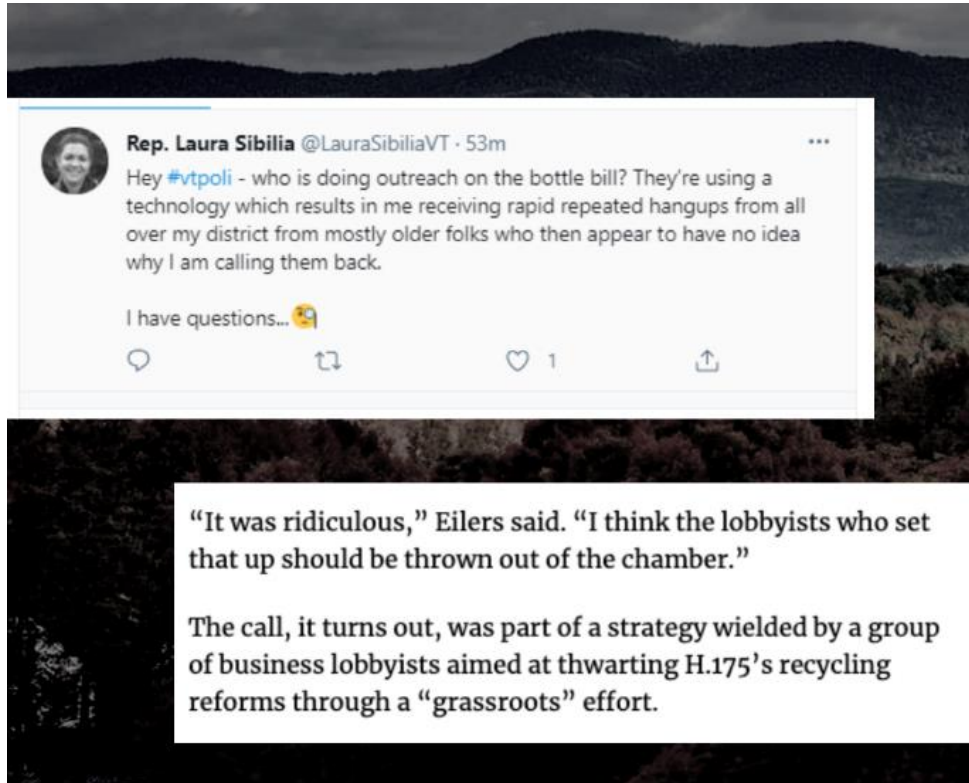 Rep. Laura Sibilia @LauraSibiliaVT · 53m
Hey #vtpoli - who is doing outreach on the bottle bill? They're using a
technology which results in me receiving rapid repeated hangups from all
over my district from mostly older folks who then appear to have no idea
why I am calling them back.
I have questions...🧐
1
“It was ridiculous,” Eilers said. “I think the lobbyists who set
that up should be thrown out of the chamber.”
The call, it turns out, was part of a strategy wielded by a group
of business lobbyists aimed at thwarting H.175’s recycling
reforms through a “grassroots” effort.